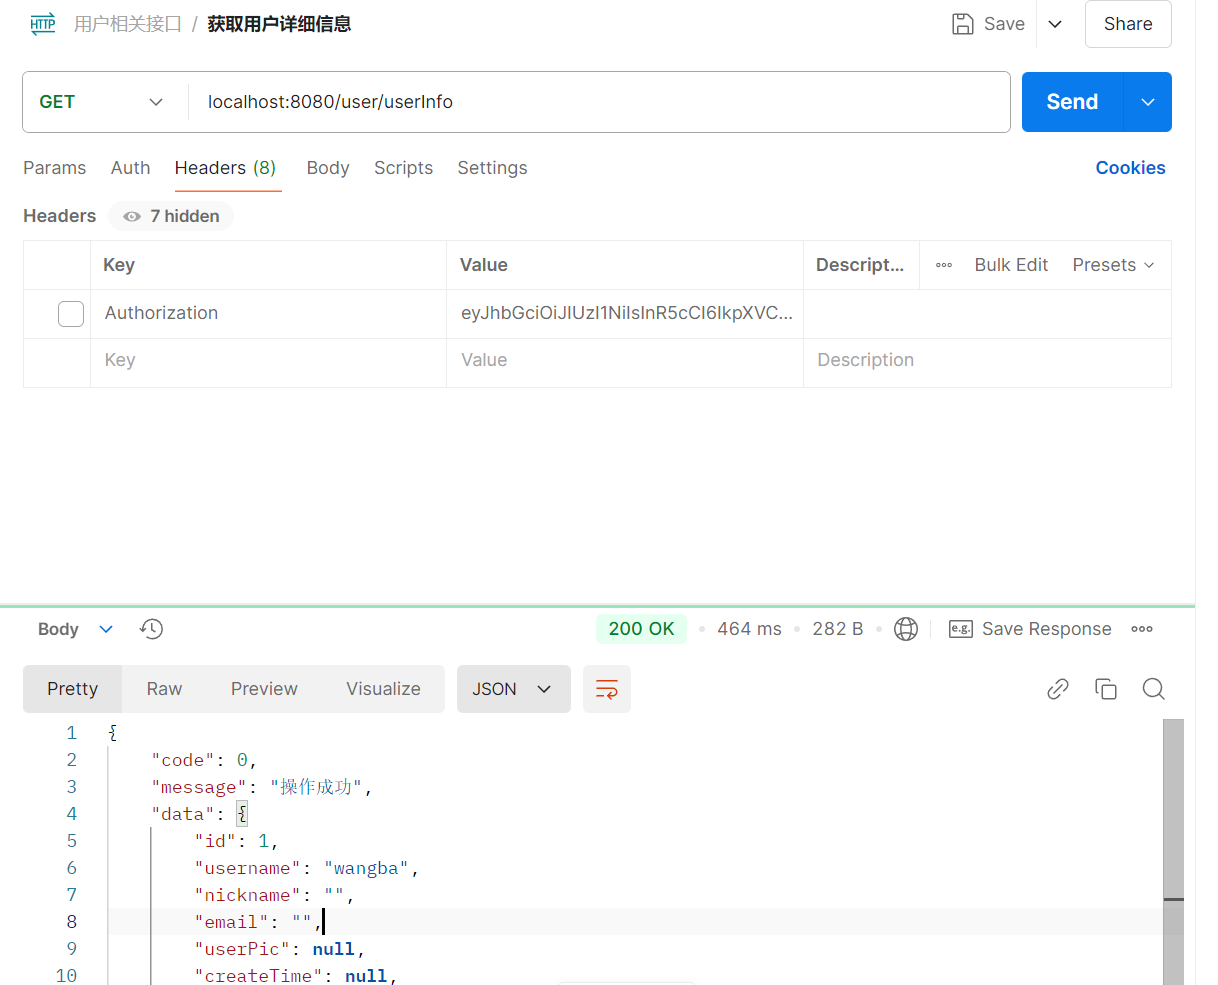 HTTP 用户相关接口 / 获取用户详细信息 Save Share
GET localhost:8080/user/userInfo Send
Params Auth Headers (8) Body Scripts Settings Cookies
Headers 7 hidden
Key Value Descript... Bulk Edit Presets
Authorization eyJhbGciOiJIUzI1NiIsInR5cCI6IkpXVC...
Key Value Description
Body 200 OK 464 ms 282 B e.g. Save Response
Pretty Raw Preview Visualize JSON
1 {
2 "code": 0,
3 "message": "操作成功",
4 "data": {
5 "id": 1,
6 "username": "wangba",
7 "nickname": "",
8 "email": "",
9 "userPic": null,
10 "createTime": null,